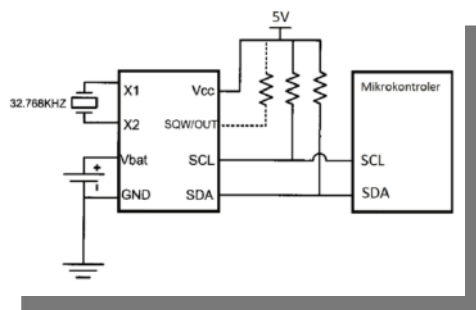 5V
X1
Vcc
Mikrokontroler
32.768KHZ
X2
SQW/OUT
Vbat
SCL
SCL
GND
SDA
SDA